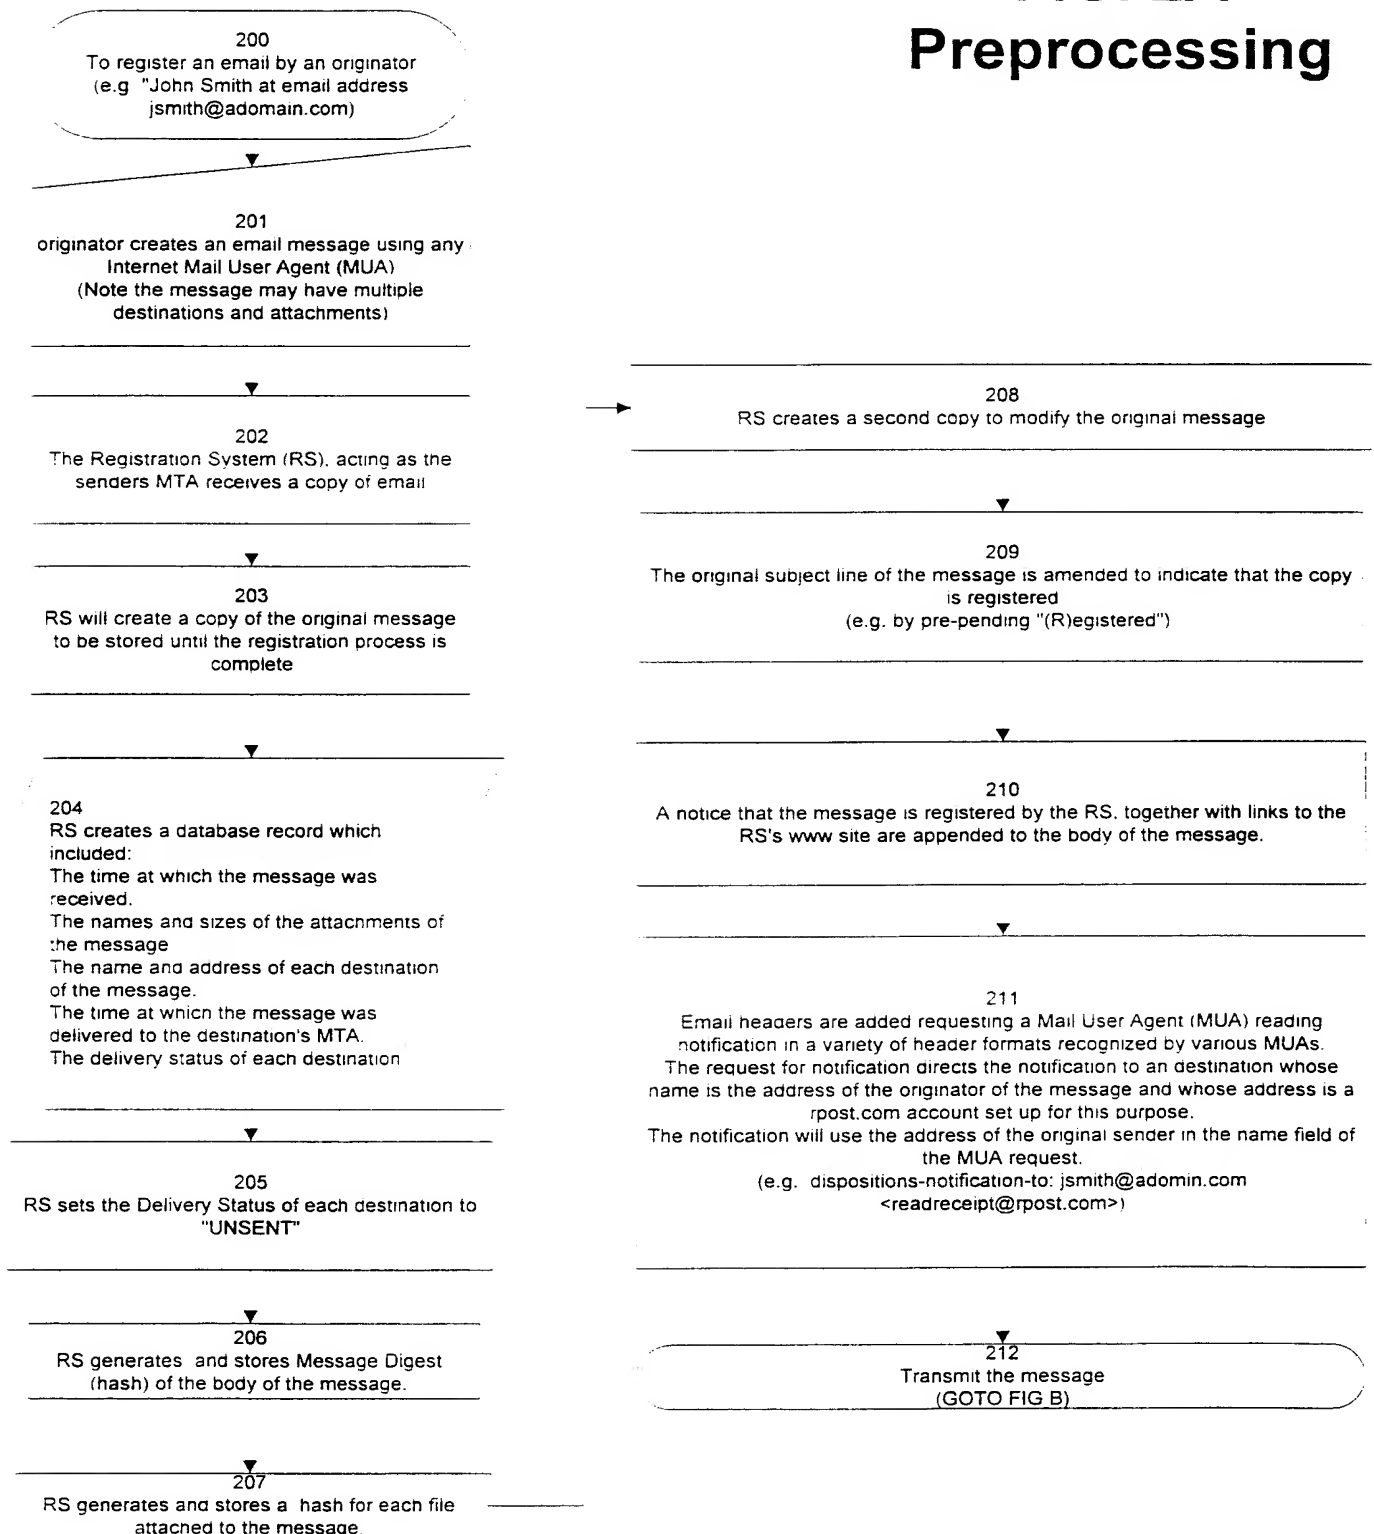 Preprocessing
200
To register an email by an originator
(e.g "John Smith at email address
jsmith@adomain.com)
201
originator creates an email message using any
Internet Mail User Agent (MUA)
(Note the message may have multiple
destinations and attachments)
202
The Registration System (RS), acting as the
senders MTA receives a copy of email
203
RS will create a copy of the original message
to be stored until the registration process is
complete
204
RS creates a database record which
included:
The time at which the message was
received.
The names and sizes of the attachments of
the message
The name and address of each destination
of the message.
The time at which the message was
delivered to the destination's MTA.
The delivery status of each destination
205
RS sets the Delivery Status of each destination to
"UNSENT"
206
RS generates and stores Message Digest
(hash) of the body of the message.
207
RS generates and stores a hash for each file
attached to the message.
208
RS creates a second copy to modify the original message
209
The original subject line of the message is amended to indicate that the copy
is registered
(e.g. by pre-pending "(R)egistered")
210
A notice that the message is registered by the RS, together with links to the
RS's www site are appended to the body of the message.
211
Email headers are added requesting a Mail User Agent (MUA) reading
notification in a variety of header formats recognized by various MUAs.
The request for notification directs the notification to an destination whose
name is the address of the originator of the message and whose address is a
rpost.com account set up for this purpose.
The notification will use the address of the original sender in the name field of
the MUA request.
(e.g. dispositions-notification-to: jsmith@adomin.com
<readreceipt@rpost.com>)
212
Transmit the message
(GOTO FIG B)